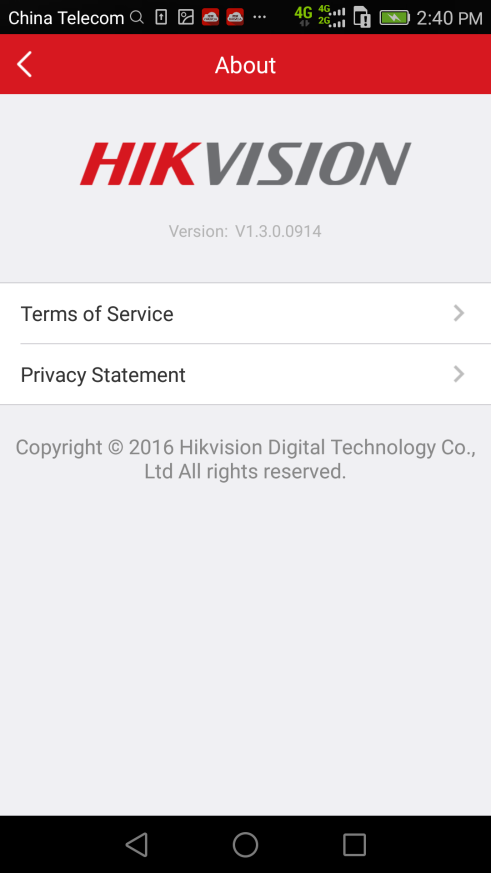 China Telecom 4G 4G 2G 2:40 PM
About
HIKVISION
Version: V1.3.0.0914
Terms of Service
Privacy Statement
Copyright © 2016 Hikvision Digital Technology Co.,
Ltd All rights reserved.